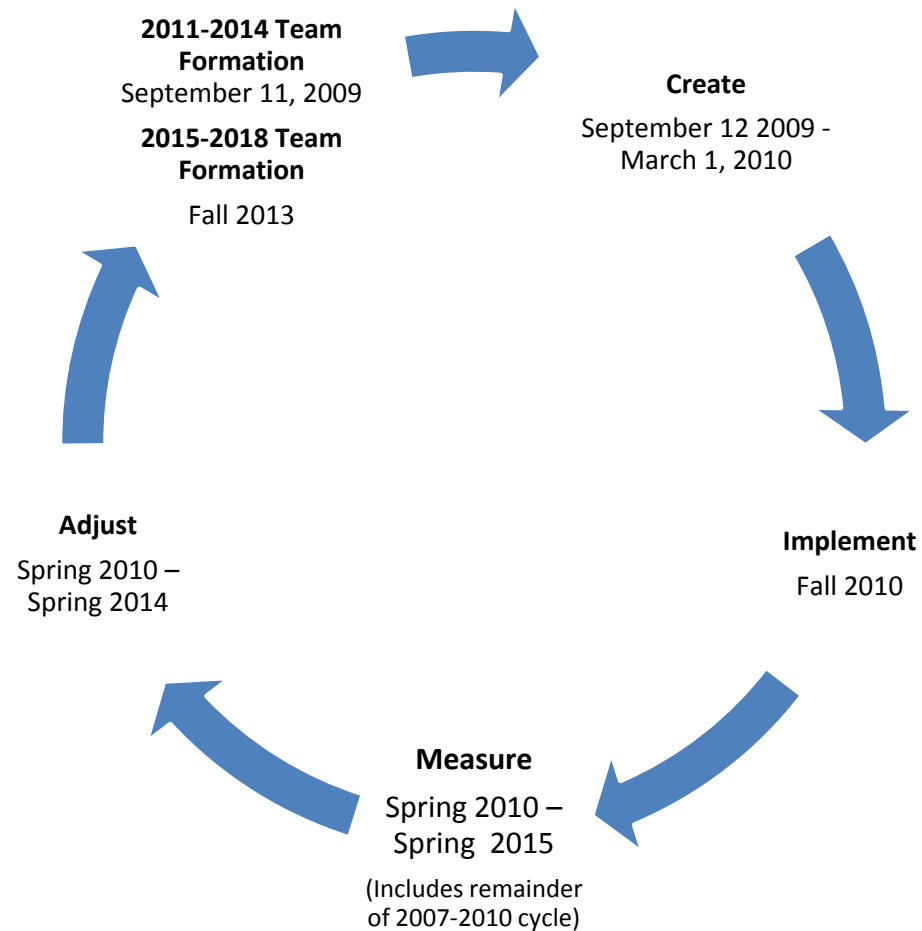 2011-2014 Team
Formation
September 11, 2009
2015-2018 Team
Formation
Fall 2013
Create
September 12 2009 -
March 1, 2010
Implement
Fall 2010
Measure
Spring 2010 –
Spring 2015
(Includes remainder
of 2007-2010 cycle)
Adjust
Spring 2010 –
Spring 2014